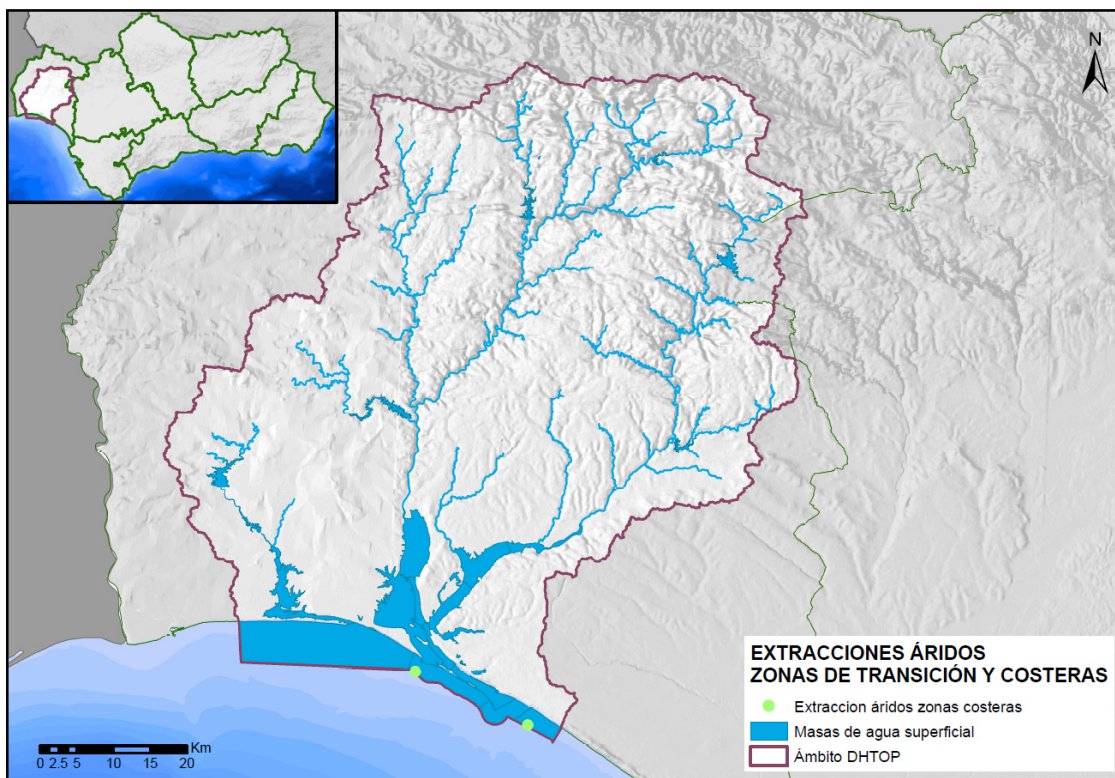 N
EXTRACCIONES ÁRIDOS
ZONAS DE TRANSICIÓN Y COSTERAS
Extraccion áridos zonas costeras
Masas de agua superficial
Ámbito DHTOP
Km
0 2.5 5 10 15 20